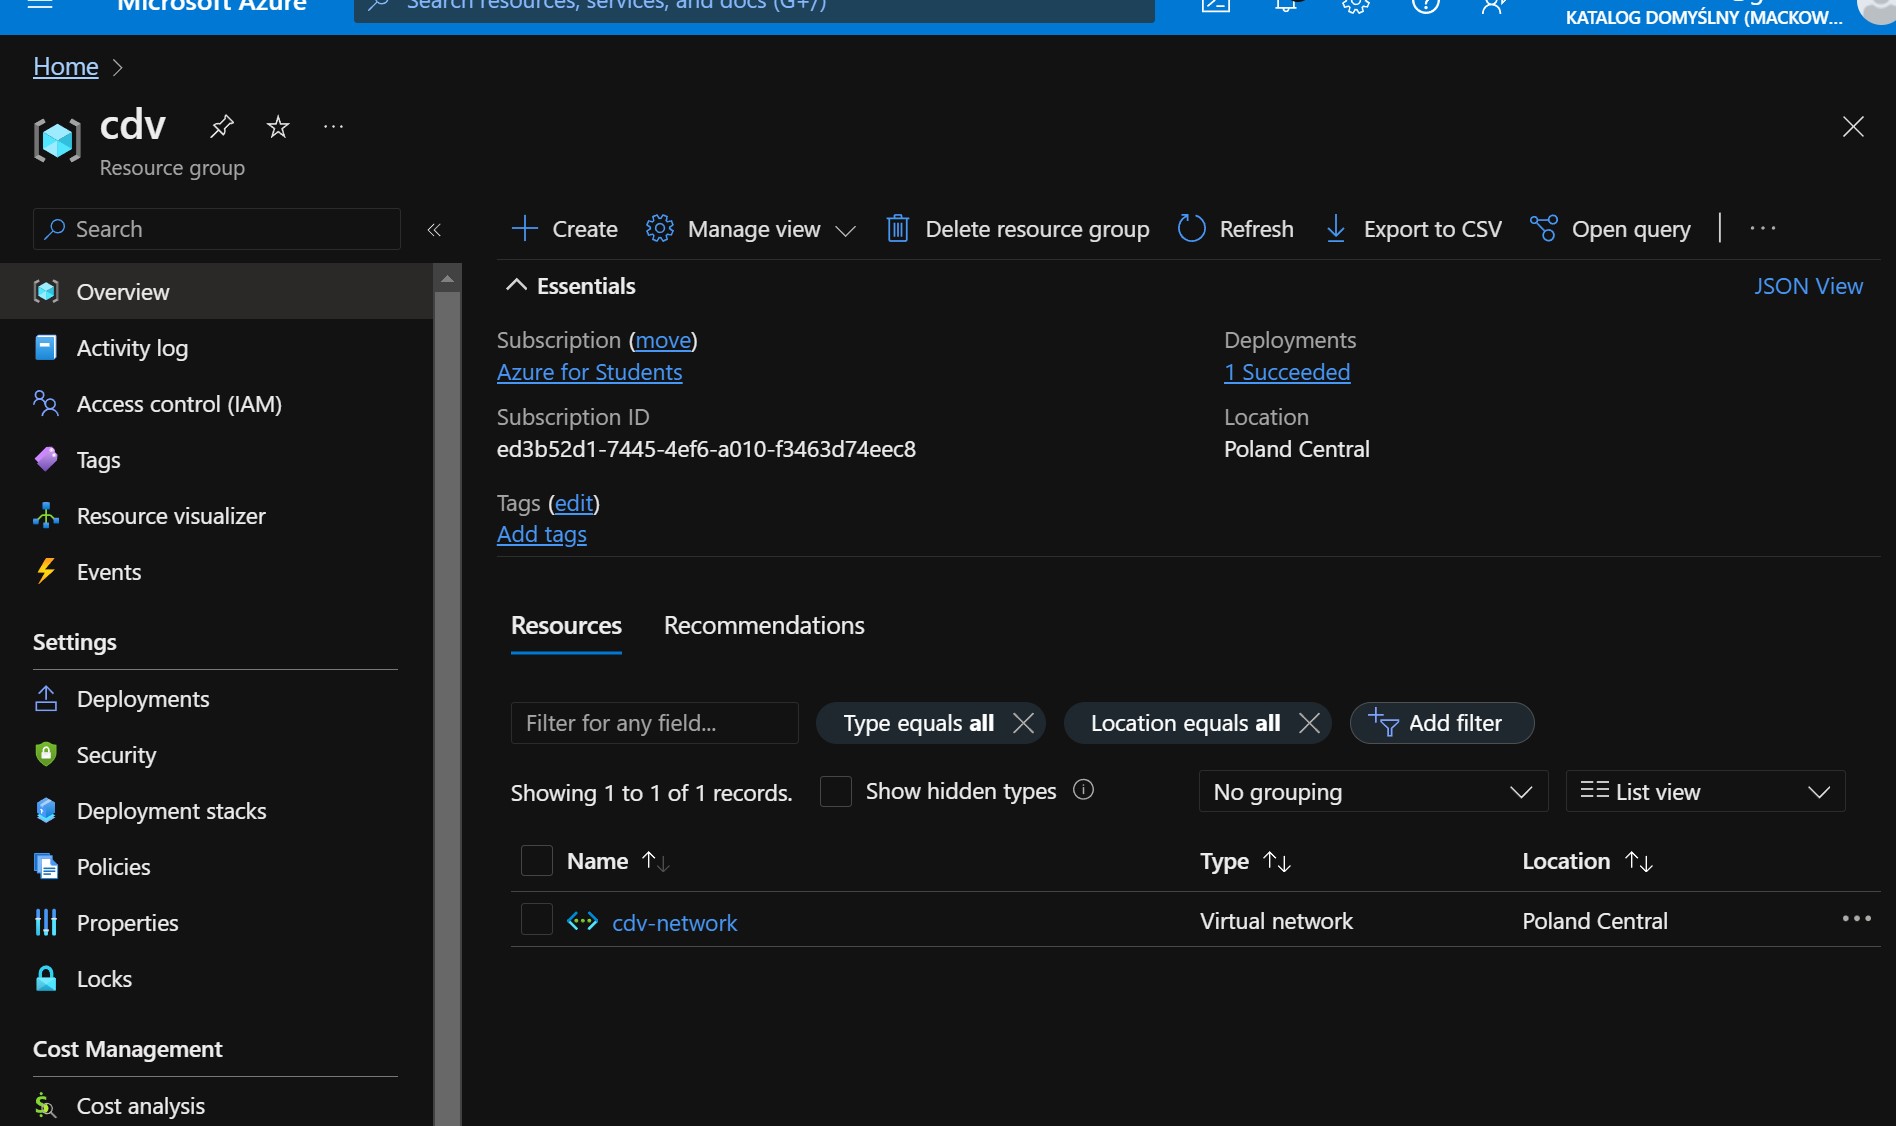 Microsoft Azure
Search resources, services, and docs (G+/)
KATALOG DOMYŚLNY (MACKOW...
Home
cdv
Resource group
Search
Overview
Activity log
Access control (IAM)
Tags
Resource visualizer
Events
Settings
Deployments
Security
Deployment stacks
Policies
Properties
Locks
Cost Management
Cost analysis
Create
Manage view
Delete resource group
Refresh
Export to CSV
Open query
Essentials
JSON View
Subscription (move)
Azure for Students
Subscription ID
ed3b52d1-7445-4ef6-a010-f3463d74eec8
Deployments
1 Succeeded
Location
Poland Central
Tags (edit)
Add tags
Resources
Recommendations
Filter for any field...
Type equals all
Location equals all
Add filter
Showing 1 to 1 of 1 records.
Show hidden types
No grouping
List view
Name
Type
Location
cdv-network
Virtual network
Poland Central